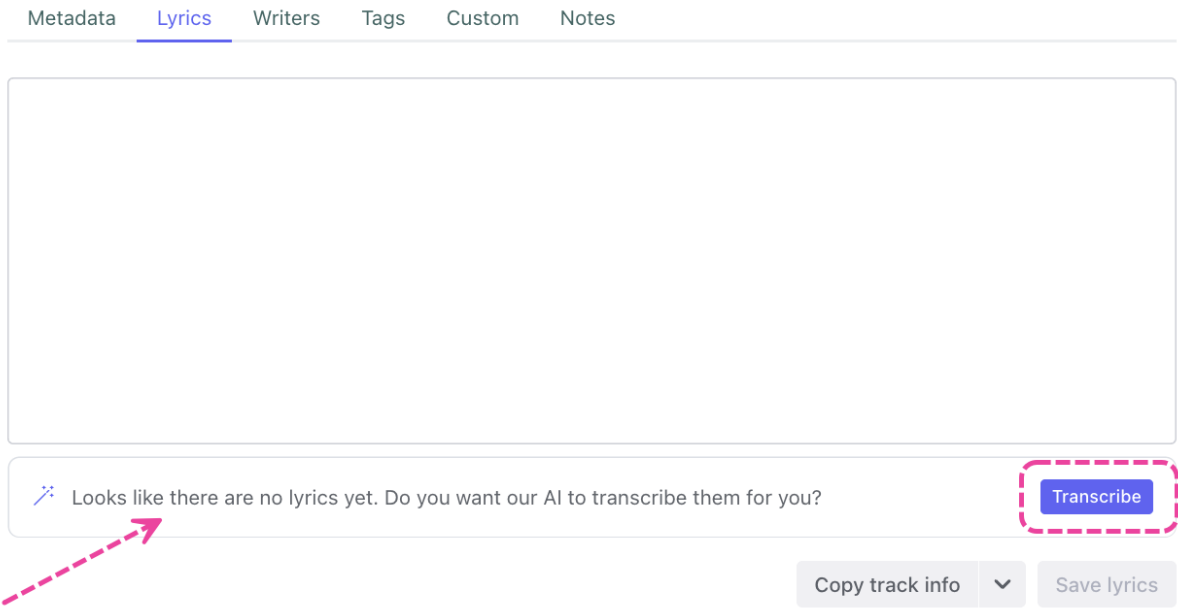 Metadata Lyrics Writers Tags Custom Notes
Looks like there are no lyrics yet. Do you want our AI to transcribe them for you? Transcribe
Copy track info Save lyrics